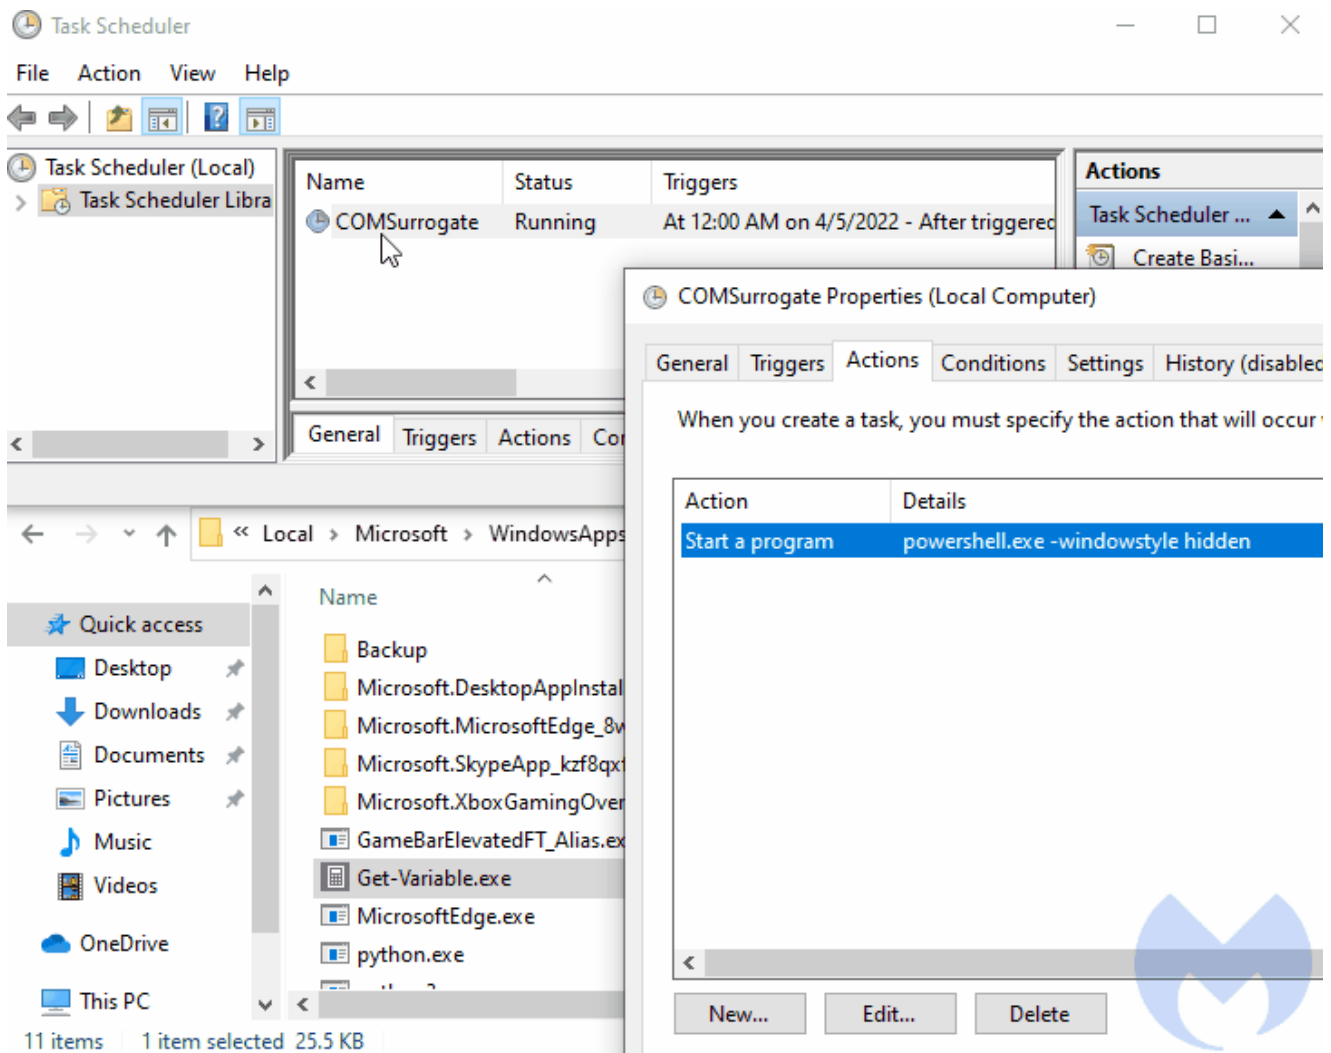 Task Scheduler
File Action View Help
Task Scheduler (Local)
Task Scheduler Libra
Name Status Triggers
COMSurrogate Running At 12:00 AM on 4/5/2022 - After triggered
Actions
Task Scheduler ...
Create Basi...
General Triggers Actions Co
COMSurrogate Properties (Local Computer)
General Triggers Actions Conditions Settings History (disabled
When you create a task, you must specify the action that will occur
Action Details
Start a program powershell.exe -windowstyle hidden
New... Edit... Delete
« Local > Microsoft > WindowsApps
Quick access
Desktop
Downloads
Documents
Pictures
Music
Videos
OneDrive
This PC
Name
Backup
Microsoft.DesktopAppInstal
Microsoft.MicrosoftEdge_8w
Microsoft.SkypeApp_kzf8qxf
Microsoft.XboxGamingOver
GameBarElevatedFT_Alias.ex
Get-Variable.exe
MicrosoftEdge.exe
python.exe
11 items 1 item selected 25.5 KB